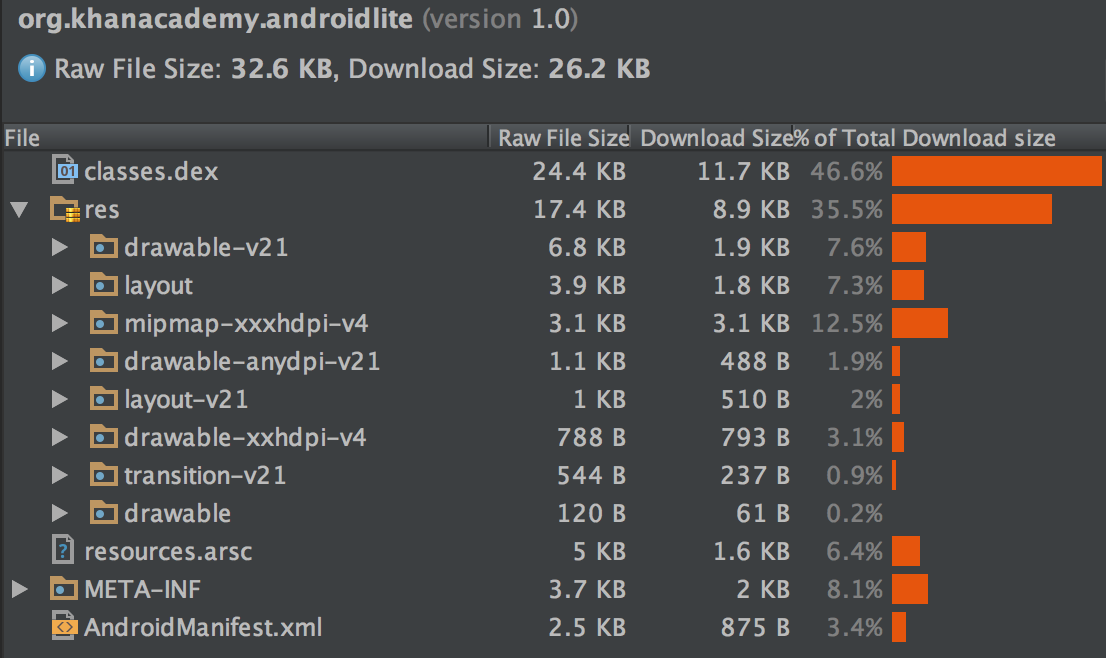 org.khanacademy.androidlite (version 1.0)
Raw File Size: 32.6 KB, Download Size: 26.2 KB
File Raw File Size Download Size % of Total Download size
classes.dex 24.4 KB 11.7 KB 46.6%
res 17.4 KB 8.9 KB 35.5%
drawable-v21 6.8 KB 1.9 KB 7.6%
layout 3.9 KB 1.8 KB 7.3%
mipmap-xxxhdpi-v4 3.1 KB 3.1 KB 12.5%
drawable-anydpi-v21 1.1 KB 488 B 1.9%
layout-v21 1 KB 510 B 2%
drawable-xxhdpi-v4 788 B 793 B 3.1%
transition-v21 544 B 237 B 0.9%
drawable 120 B 61 B 0.2%
resources.arsc 5 KB 1.6 KB 6.4%
META-INF 3.7 KB 2 KB 8.1%
AndroidManifest.xml 2.5 KB 875 B 3.4%